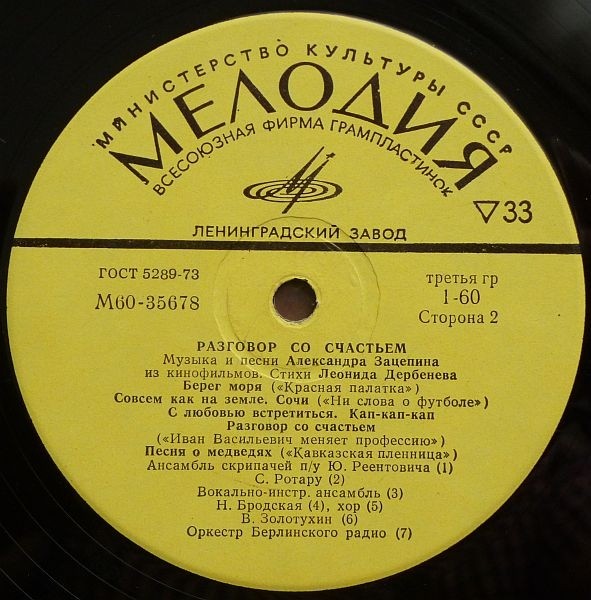 МИНИСТЕРСТВО КУЛЬТУРЫ СССР
МЕЛОДИЯ
ВСЕСОЮЗНАЯ ФИРМА ГРАМПЛАСТИНОК
▽33
ЛЕНИНГРАДСКИЙ ЗАВОД
ГОСТ 5289-73
третья гр
М60-35678
1-60
Сторона 2
РАЗГОВОР СО СЧАСТЬЕМ
Музыка и песни Александра Зацепина
из кинофильмов. Стихи Леонида Дербенева
Берег моря («Красная палатка»)
Совсем как на земле. Сочи («Ни слова о футболе»)
С любовью встретиться. Кап-кап-кап
Разговор со счастьем
(«Иван Васильевич меняет профессию»)
Песня о медведях («Кавказская пленница»)
Ансамбль скрипачей п/у Ю. Реентовича (1)
С. Ротару (2)
Вокально-инстр. ансамбль (3)
Н. Бродская (4), хор (5)
В. Золотухин (6)
Оркестр Берлинского радио (7)